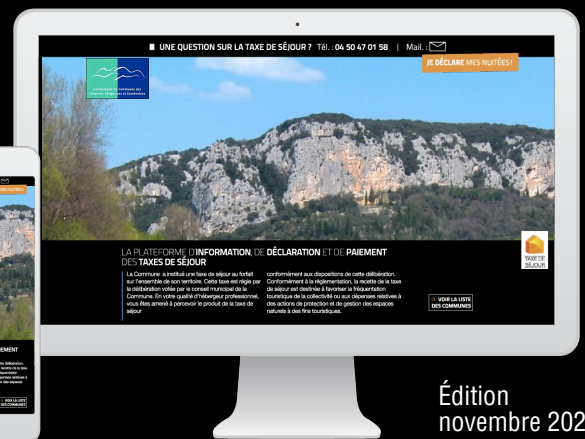 UNE QUESTION SUR LA TAXE DE SÉJOUR ? Tél. : 04 50 47 01 58 | Mail. :
JE DÉCLARE MES NUITÉES !
LA PLATEFORME D'INFORMATION, DE DÉCLARATION ET DE PAIEMENT
DES TAXES DE SÉJOUR
La Commune a institué une taxe de séjour au forfait
sur l'ensemble de son territoire. Cette taxe est régie par
la délibération votée par le conseil municipal de la
Commune. En votre qualité d'hébergeur professionnel,
vous êtes amené à percevoir le produit de la taxe de
séjour
conformément aux dispositions de cette délibération.
Conformément à la réglementation, la recette de la taxe
de séjour est destinée à favoriser la fréquentation
touristique de la collectivité ou aux dépenses relatives à
des actions de protection et de gestion des espaces
naturels à des fins touristiques.
TAXE DE
SÉJOUR
VOIR LA LISTE
DES COMMUNES
Édition
novembre 202